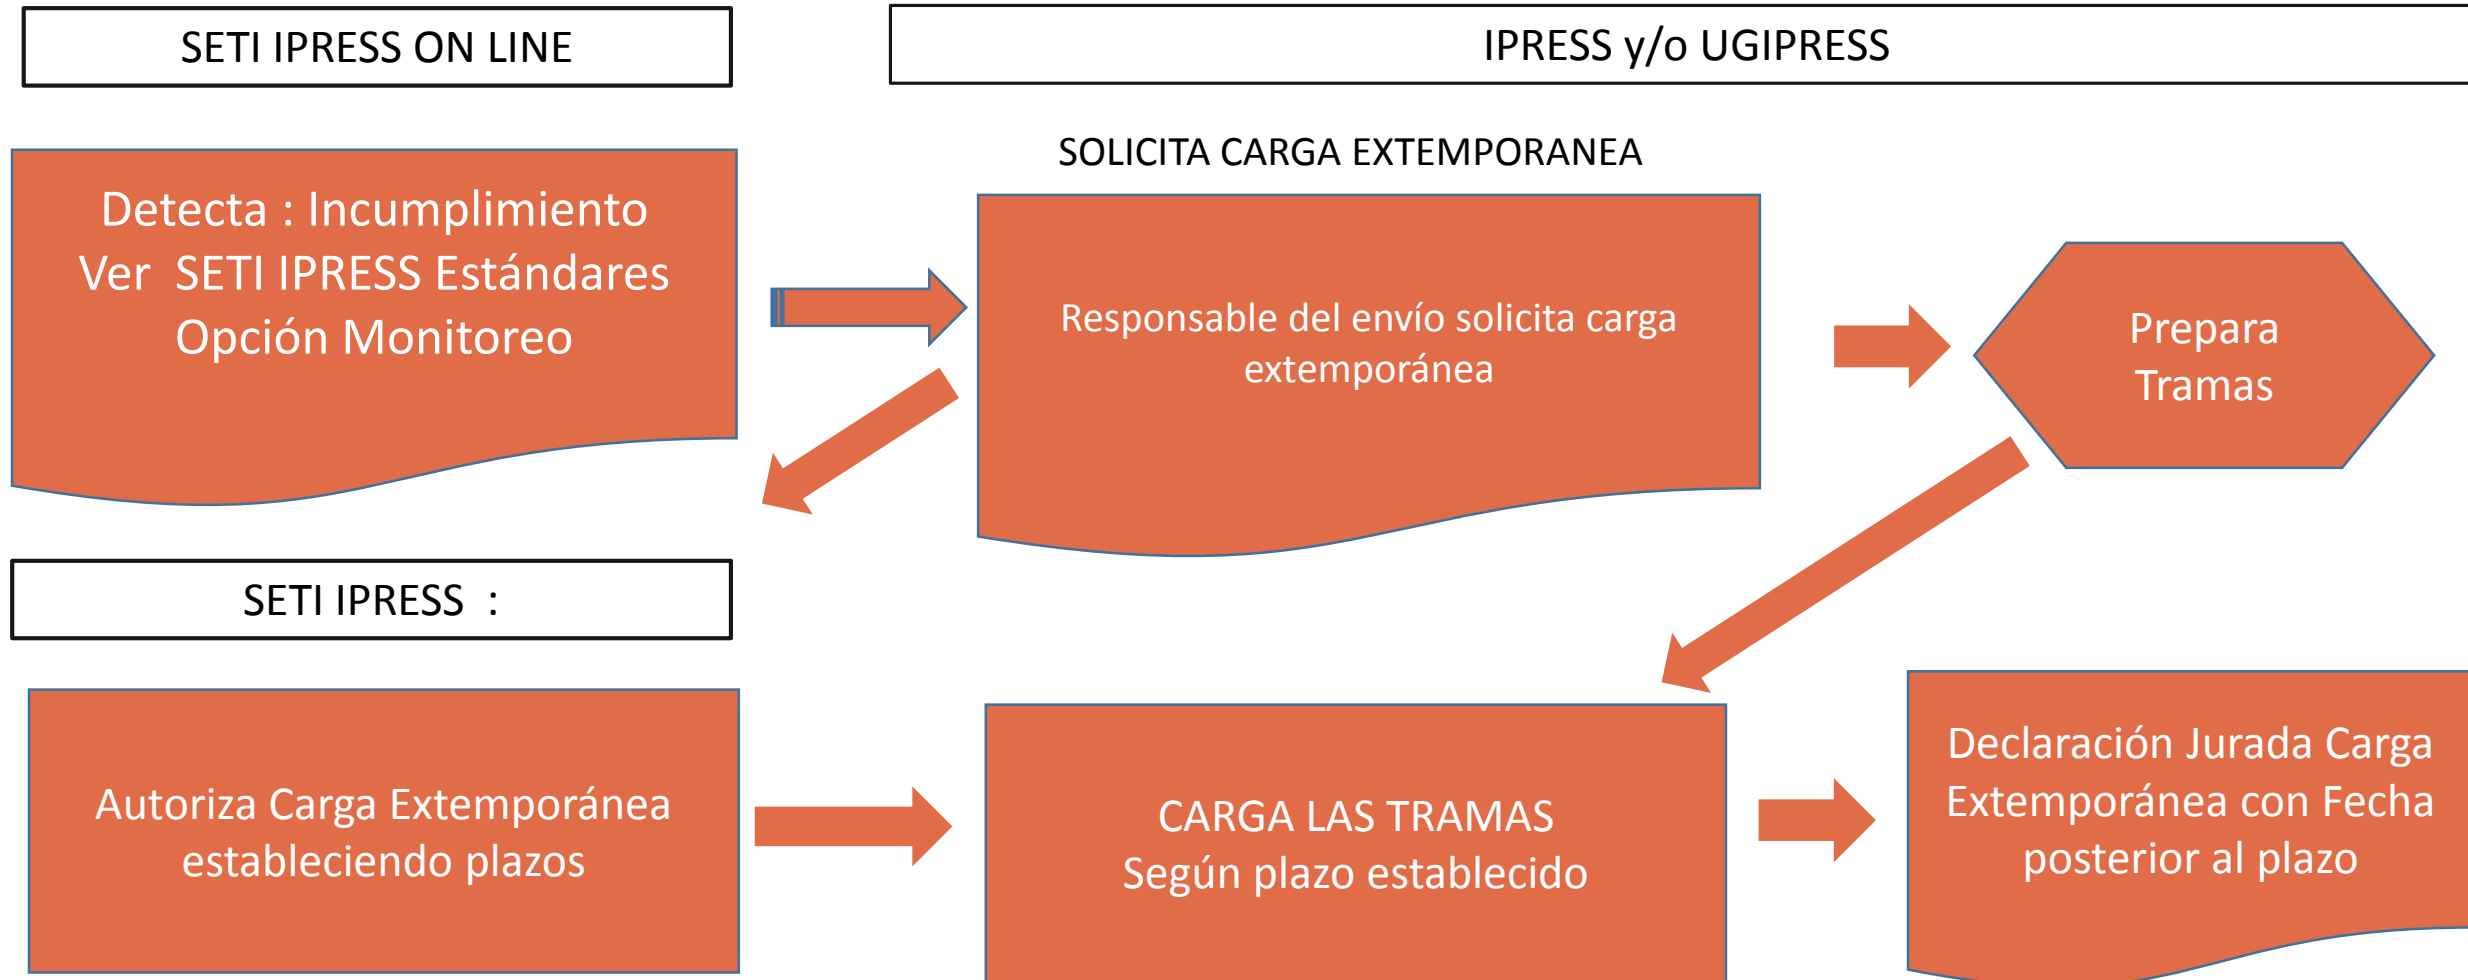 SETI IPRESS ON LINE
IPRESS y/o UGIPRESS
SOLICITA CARGA EXTEMPORANEA
Detecta : Incumplimiento
Ver SETI IPRESS Estándares
Opción Monitoreo
Responsable del envío solicita carga
extemporánea
Prepara
Tramas
SETI IPRESS :
Autoriza Carga Extemporánea
estableciendo plazos
CARGA LAS TRAMAS
Según plazo establecido
Declaración Jurada Carga
Extemporánea con Fecha
posterior al plazo